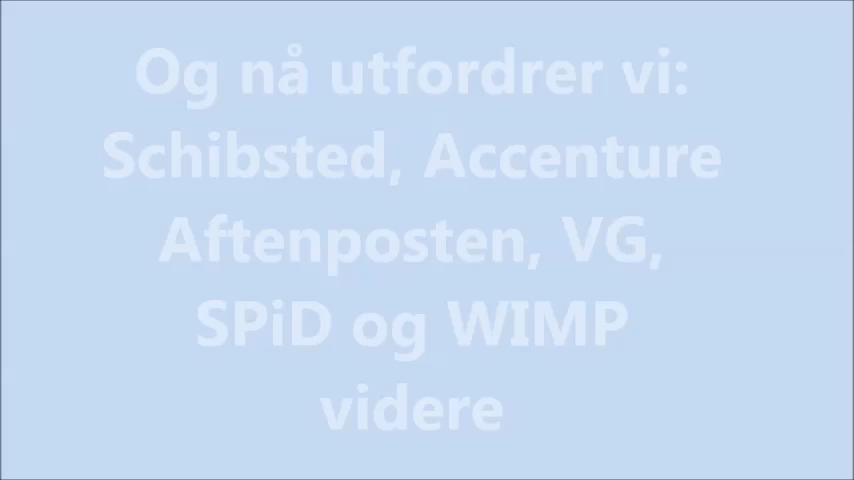 Og nå utfordrer vi:
Schibsted, Accenture
Aftenposten, VG,
SPiD og WIMP
videre